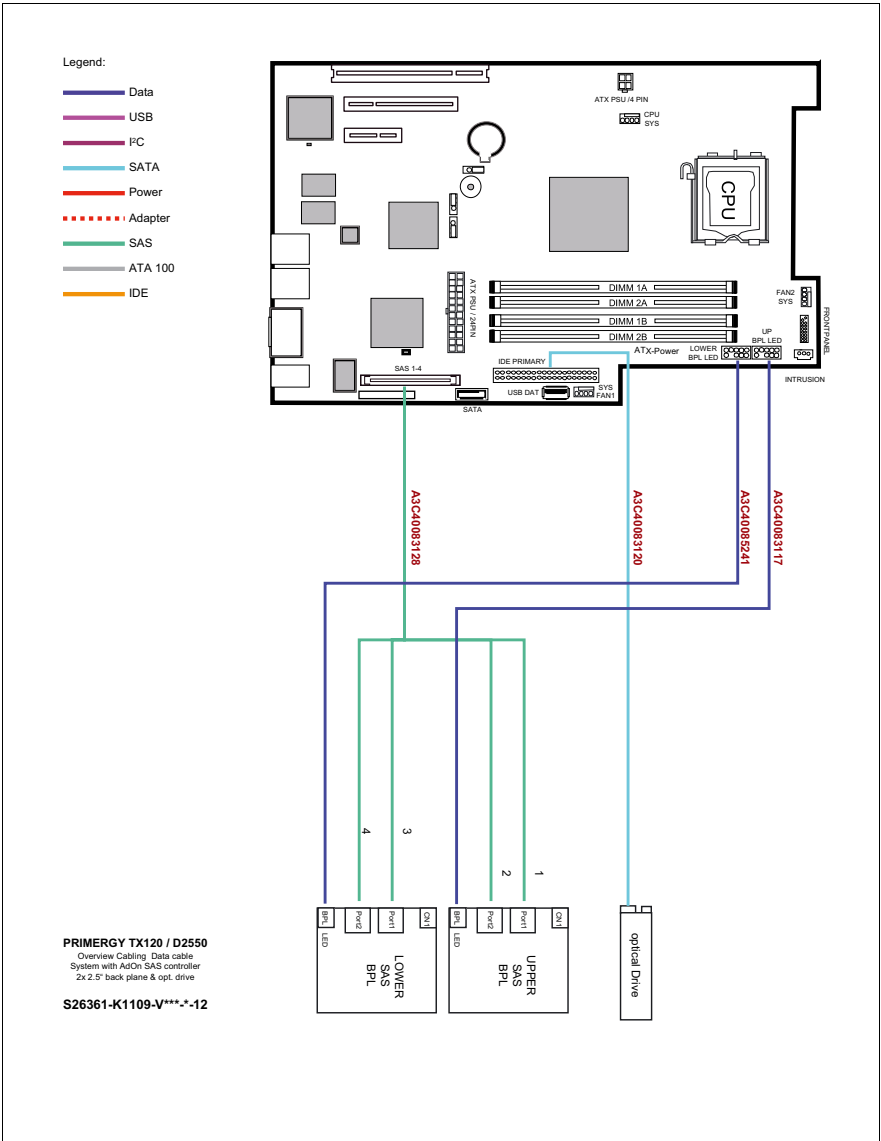 Legend:
Data
USB
I²C
SATA
Power
Adapter
SAS
ATA 100
IDE
ATX PSU /4 PIN
CPU
SYS
CPU
ATX PSU / 24PIN
DIMM 1A
DIMM 2A
DIMM 1B
DIMM 2B
FAN2
SYS
FRONTPANEL
UP
BPL LED
LOWER
BPL LED
ATX-Power
INTRUSION
IDE PRIMARY
SAS 1-4
SATA
USB DAT
SYS
FAN1
A3C40083128
A3C40083120
A3C40085241
A3C40083117
4
3
2
1
BPL
LED
Port2
Port1
CN1
LOWER
SAS
BPL
BPL
LED
Port2
Port1
CN1
UPPER
SAS
BPL
optical Drive
PRIMERGY TX120 / D2550
Overview Cabling Data cable
System with AdOn SAS controller
2x 2.5" back plane & opt. drive
S26361-K1109-V***-*-12